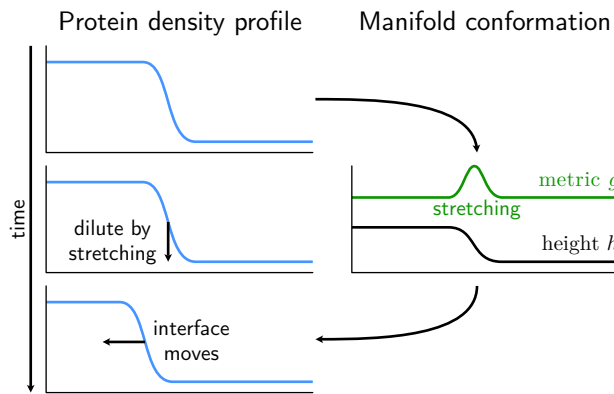 Protein density profile
Manifold conformation
time
metric g
stretching
dilute by
stretching
height h
interface
moves